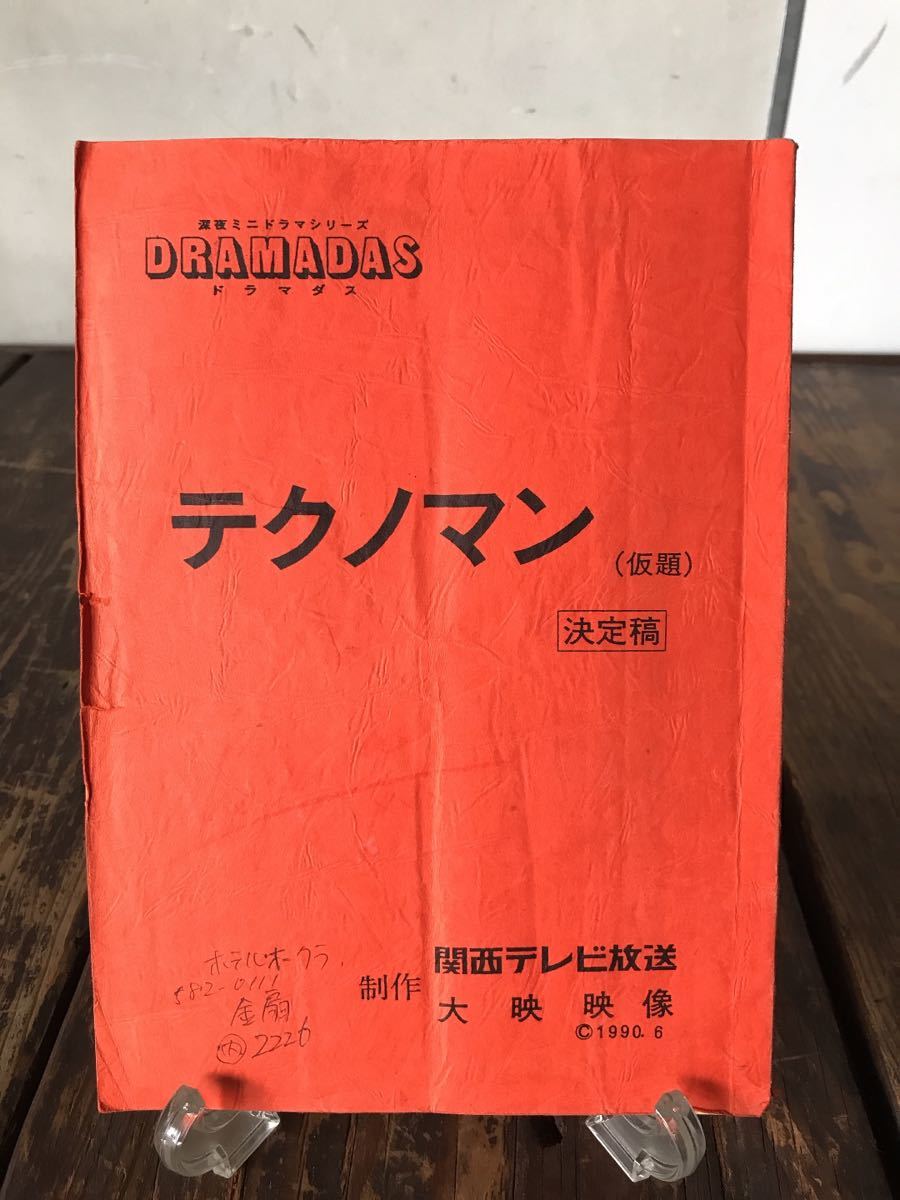 深夜ミニドラマシリーズ
DRAMADAS
ドラマダス
テクノマン
(仮題)
決定稿
制作
関西テレビ放送
大映映像
©1990.6
ホテルオークラ.
582-0111
金扇
内2226